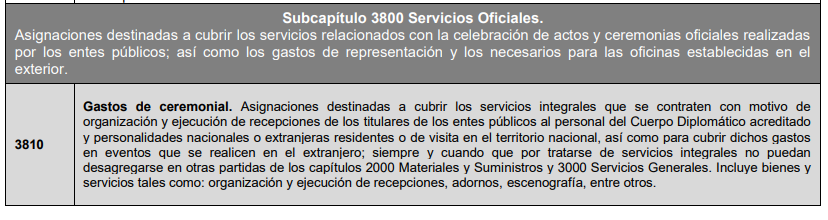 Subcapítulo 3800 Servicios Oficiales.
Asignaciones destinadas a cubrir los servicios relacionados con la celebración de actos y ceremonias oficiales realizadas
por los entes públicos; así como los gastos de representación y los necesarios para las oficinas establecidas en el
exterior.
3810
Gastos de ceremonial. Asignaciones destinadas a cubrir los servicios integrales que se contraten con motivo de
organización y ejecución de recepciones de los titulares de los entes públicos al personal del Cuerpo Diplomático acreditado
y personalidades nacionales o extranjeras residentes o de visita en el territorio nacional, así como para cubrir dichos gastos
en eventos que se realicen en el extranjero; siempre y cuando que por tratarse de servicios integrales no puedan
desagregarse en otras partidas de los capítulos 2000 Materiales y Suministros y 3000 Servicios Generales. Incluye bienes y
servicios tales como: organización y ejecución de recepciones, adornos, escenografía, entre otros.